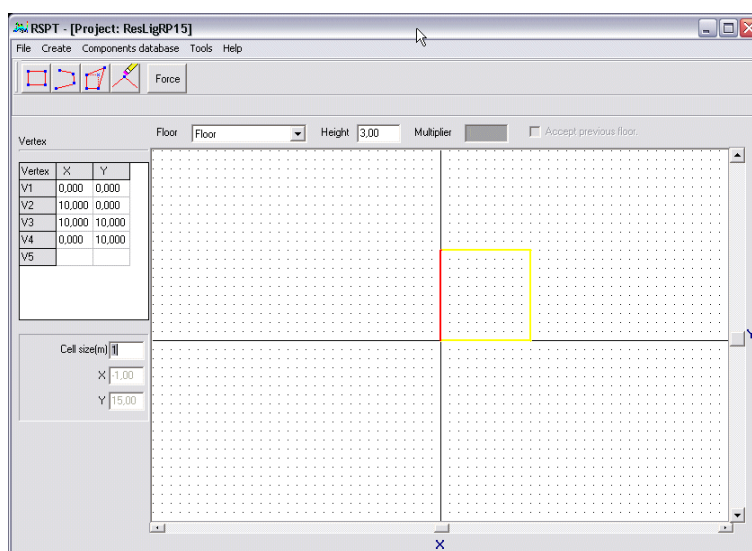 RSPT - [Project: ResLigRP15]
File Create Components database Tools Help
Force
Floor Floor Height 3,00 Multiplier Accept previous floor.
Vertex
Vertex X Y
V1 0,000 0,000
V2 10,000 0,000
V3 10,000 10,000
V4 0,000 10,000
V5
Y
Cell size(m) 1
X -1,00
Y 15,00
X